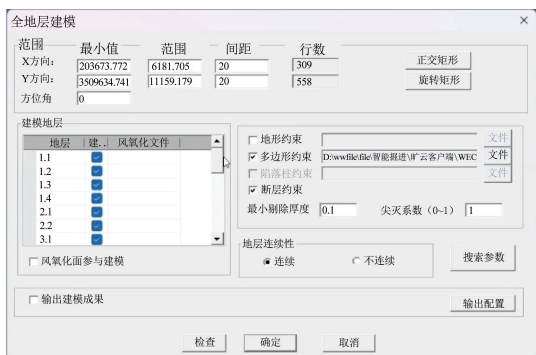 全地层建模
范围 最小值 范围 间距 行数
X方向: 203673.772 6181.705 20 309 正交矩形
Y方向: 3509634.741 11159.179 20 558 旋转矩形
方位角 0
建模地层
地层 建.. 风氧化文件
1.1
1.2
1.3
1.4
2.1
2.2
3.1
风氧化面参与建模
地形约束 文件
多边形约束 D:\wwfile\file\智能掘进\旷云客户端\WEC 文件
陷落柱约束 文件
断层约束
最小剔除厚度 0.1 尖灭系数（0~1） 1
地层连续性
连续 不连续 搜索参数
输出建模成果 输出配置
检查 确定 取消